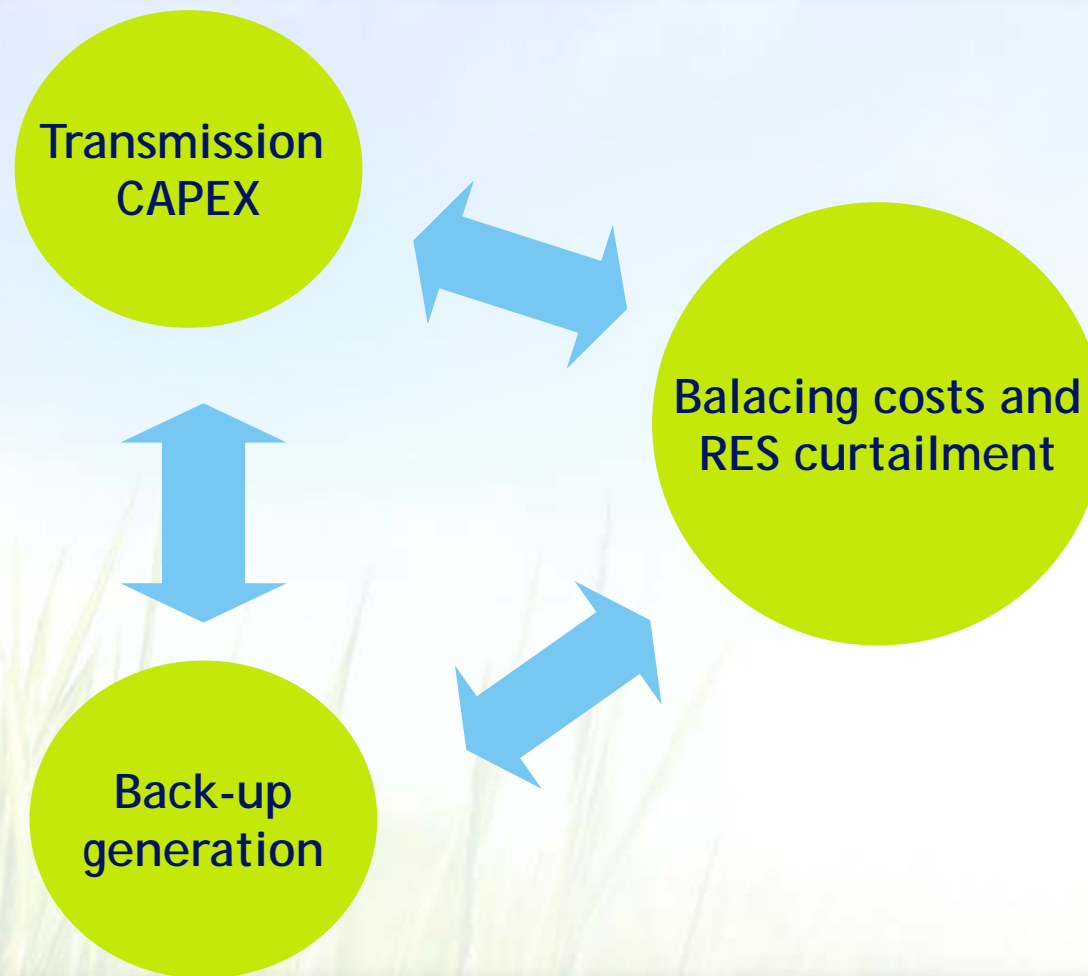 Transmission
CAPEX
Balacing costs and
RES curtailment
Back-up
generation